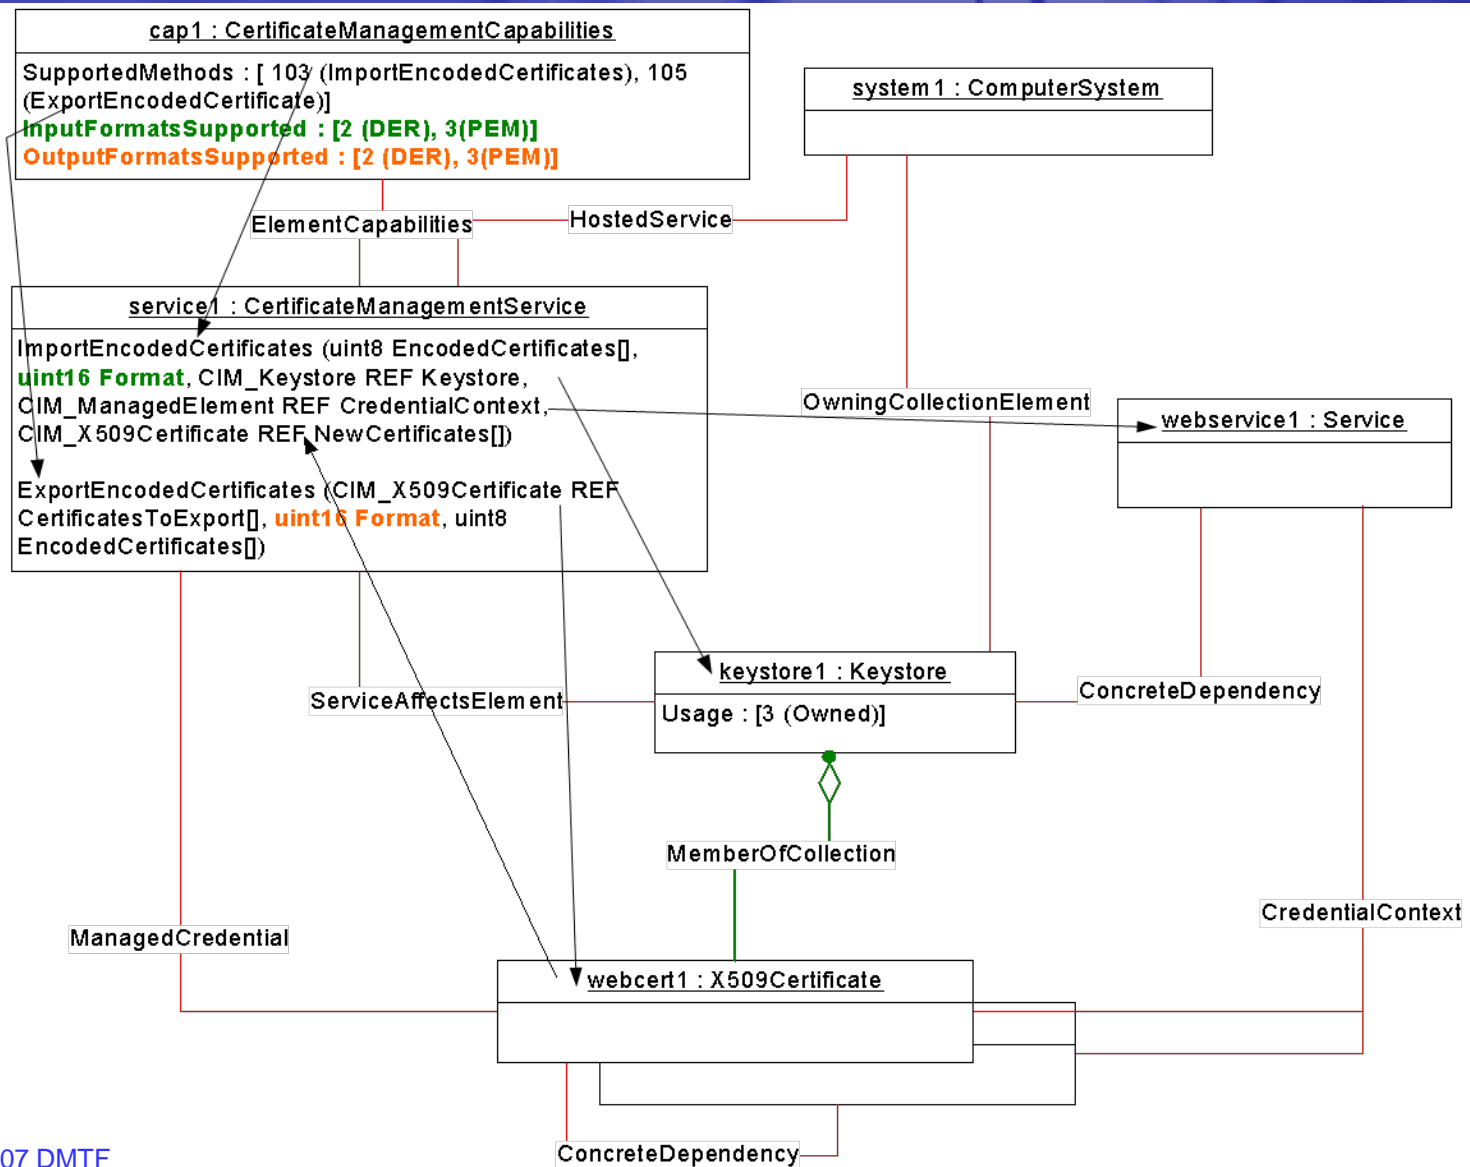 cap1 : CertificateManagementCapabilities
SupportedMethods : [ 103 (ImportEncodedCertificates), 105
(ExportEncodedCertificate)]
InputFormatsSupported : [2 (DER), 3(PEM)]
OutputFormatsSupported : [2 (DER), 3(PEM)]
system1 : ComputerSystem
ElementCapabilities
HostedService
service1 : CertificateManagementService
ImportEncodedCertificates (uint8 EncodedCertificates[],
uint16 Format, CIM_Keystore REF Keystore,
CIM_ManagedElement REF CredentialContext,
CIM_X509Certificate REF NewCertificates[])
ExportEncodedCertificates (CIM_X509Certificate REF
CertificatesToExport[], uint16 Format, uint8
EncodedCertificates[])
OwningCollectionElement
webservice1 : Service
keystore1 : Keystore
Usage : [3 (Owned)]
ServiceAffectsElement
ConcreteDependency
MemberOfCollection
CredentialContext
ManagedCredential
webcert1 : X509Certificate
ConcreteDependency
07 DMTF